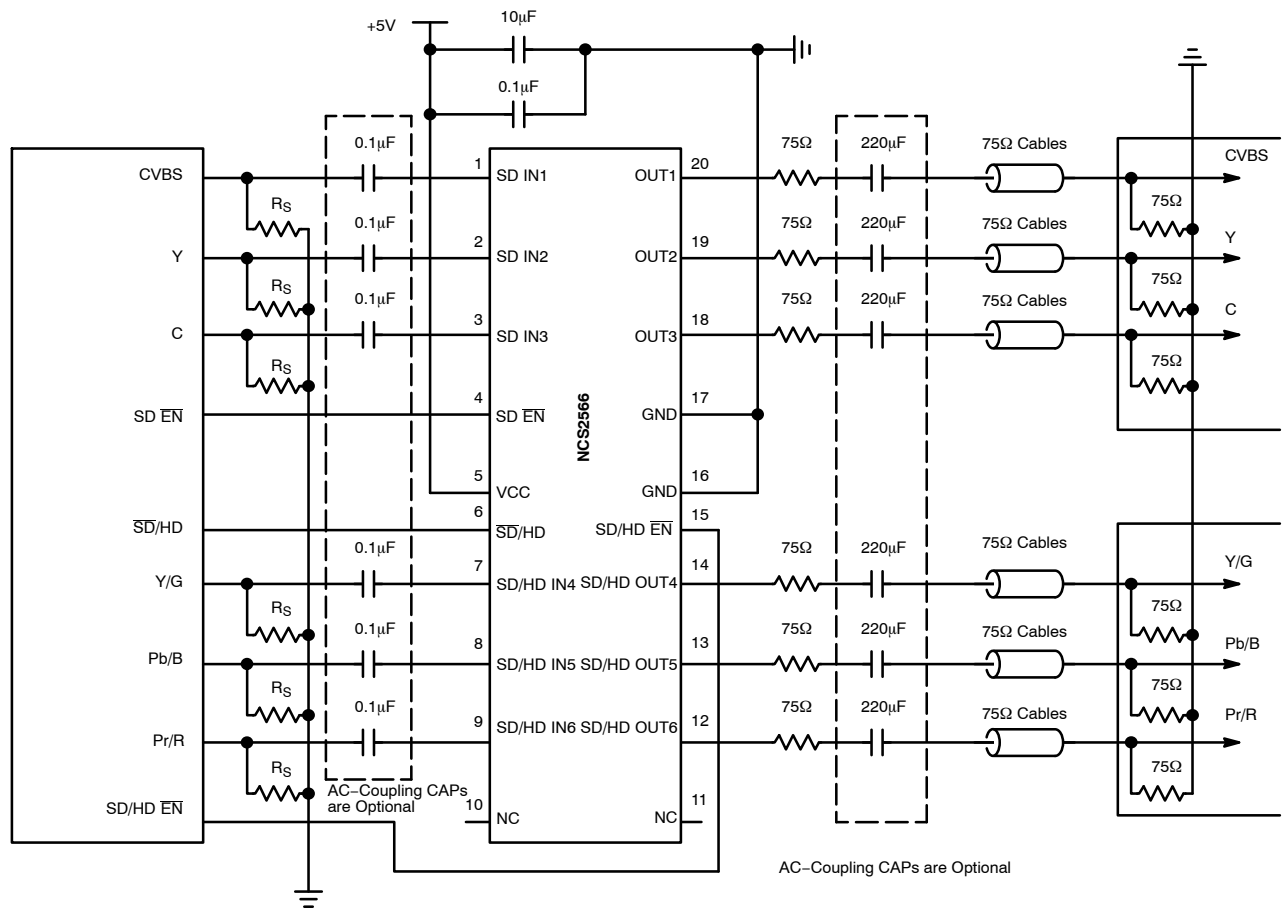 +5V
10μF
0.1μF
CVBS
Y
C
SD EN
SD/HD
Y/G
Pb/B
Pr/R
SD/HD EN
RS
RS
RS
RS
RS
RS
0.1μF
0.1μF
0.1μF
0.1μF
0.1μF
0.1μF
AC−Coupling CAPs
are Optional
1
2
3
4
5
6
7
8
9
10
SD IN1
SD IN2
SD IN3
SD EN
VCC
SD/HD
SD/HD IN4
SD/HD IN5
SD/HD IN6
NC
NCS2566
OUT1
OUT2
OUT3
GND
GND
SD/HD EN
SD/HD OUT4
SD/HD OUT5
SD/HD OUT6
NC
20
19
18
17
16
15
14
13
12
11
75Ω
75Ω
75Ω
75Ω
75Ω
75Ω
220μF
220μF
220μF
220μF
220μF
220μF
AC−Coupling CAPs are Optional
75Ω Cables
75Ω Cables
75Ω Cables
75Ω Cables
75Ω Cables
75Ω Cables
CVBS
75Ω
Y
75Ω
C
75Ω
Y/G
75Ω
Pb/B
75Ω
Pr/R
75Ω